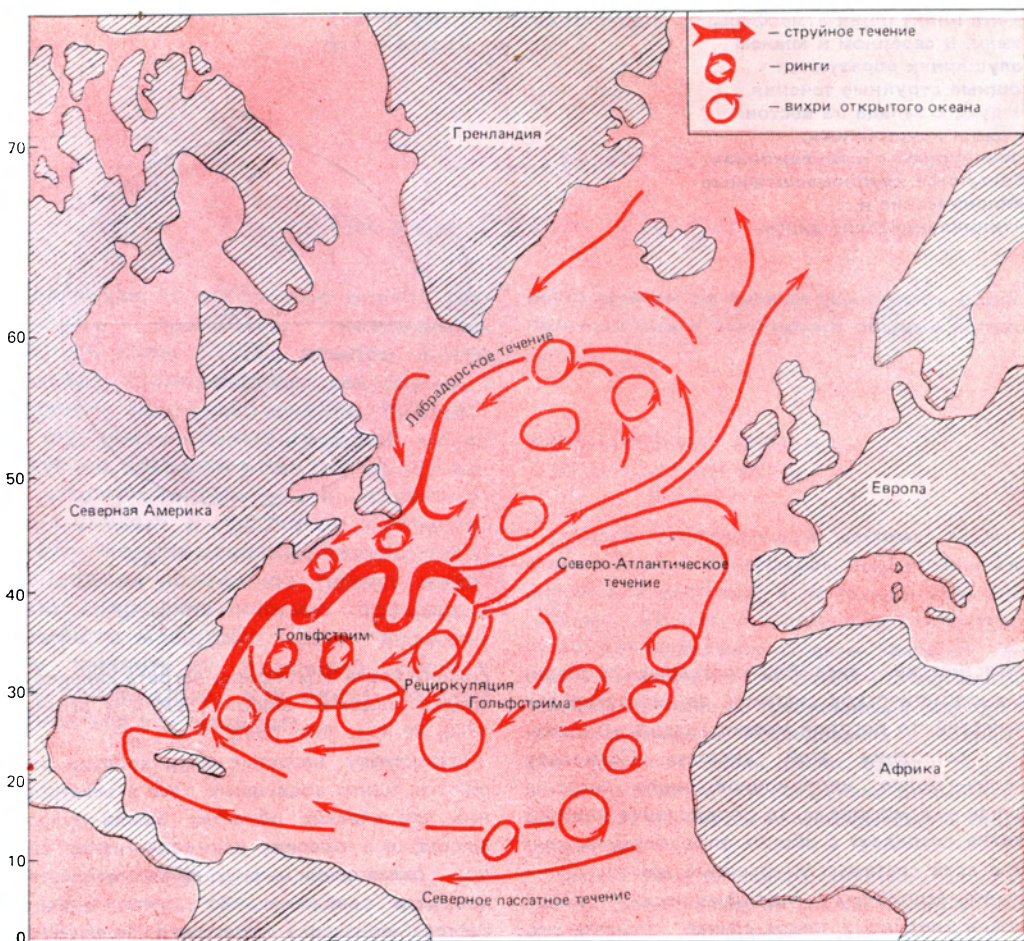 — струйное течение
— ринги
— вихри открытого океана
Гренландия
70
60
Лабрадорское течение
50
Северная Америка
Европа
Северо-Атлантическое
течение
40
Гольфстрим
Рециркуляция
Гольфстрима
30
Африка
20
10
Северное пассатное течение
0